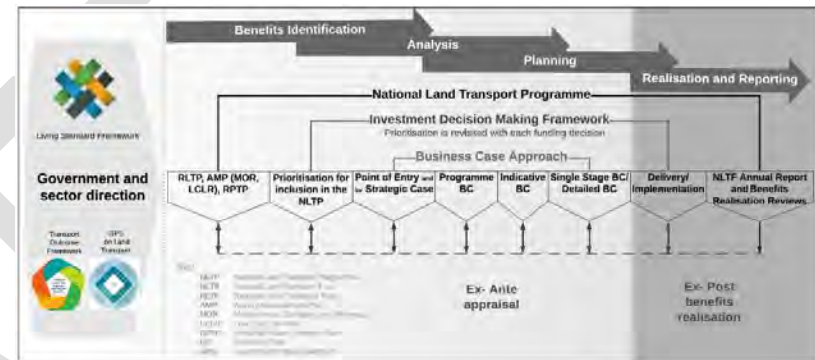 Benefits Identification
Analysis
Planning
Realisation and Reporting
National Land Transport Programme
Investment Decision Making Framework
Prioritisation is revisited with each funding decision
Business Case Approach
Living Standard Framework
Government and
sector direction
Transport
Outcome
Framework
GPS
on Land
Transport
RLTP, AMP (MOR,
LCLR), RPTP
Prioritisation for
inclusion in the
NLTP
Point of Entry and
Strategic Case
Programme
BC
Indicative
BC
Single Stage BC/
Detailed BC
Delivery/
Implementation
NLTF Annual Report
and Benefits
Realisation Reviews
Ex- Ante
appraisal
Ex- Post
benefits
realisation
NLTP
AMP
MOR